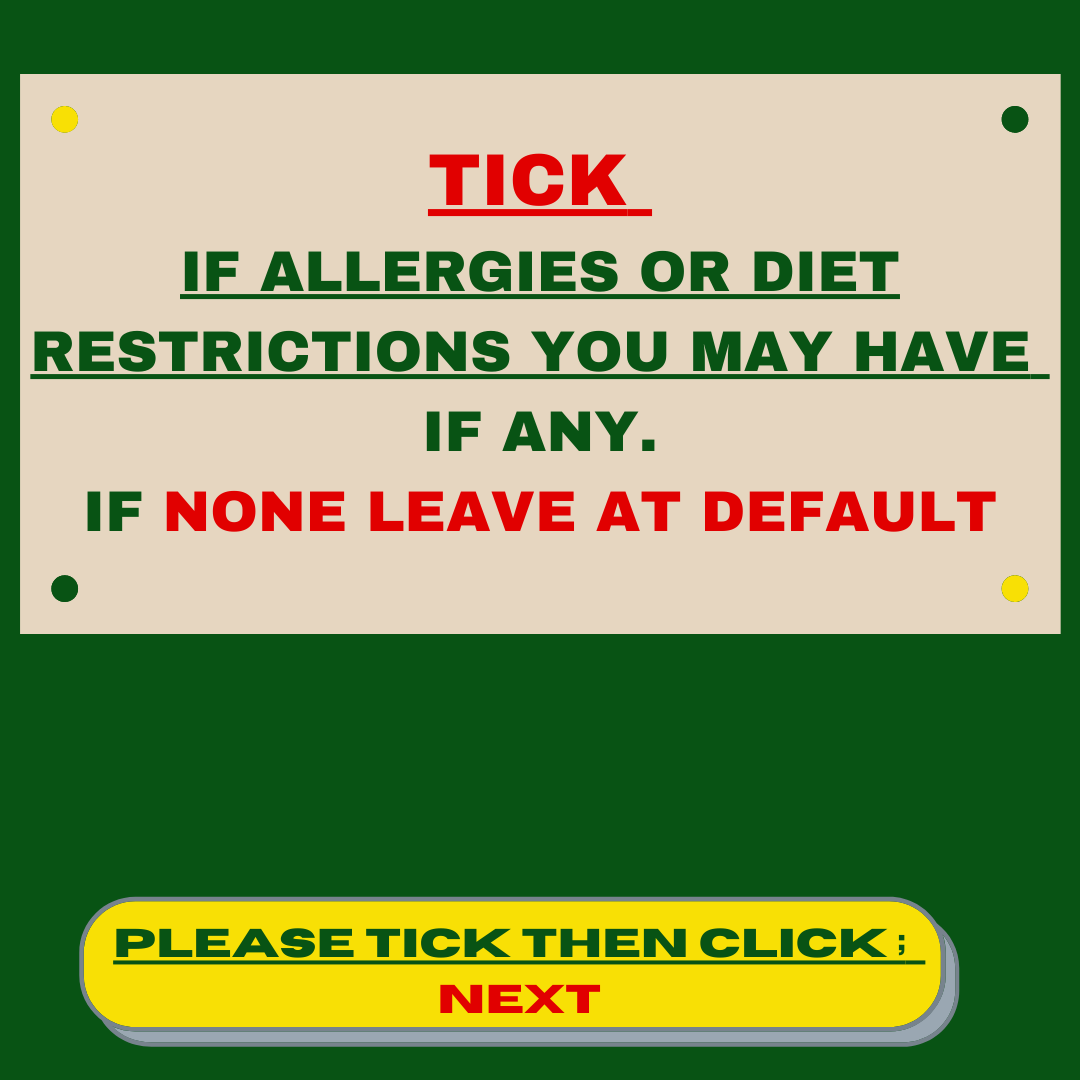 TICK
IF ALLERGIES OR DIET
RESTRICTIONS YOU MAY HAVE
IF ANY.
IF NONE LEAVE AT DEFAULT
PLEASE TICK THEN CLICK ;
NEXT